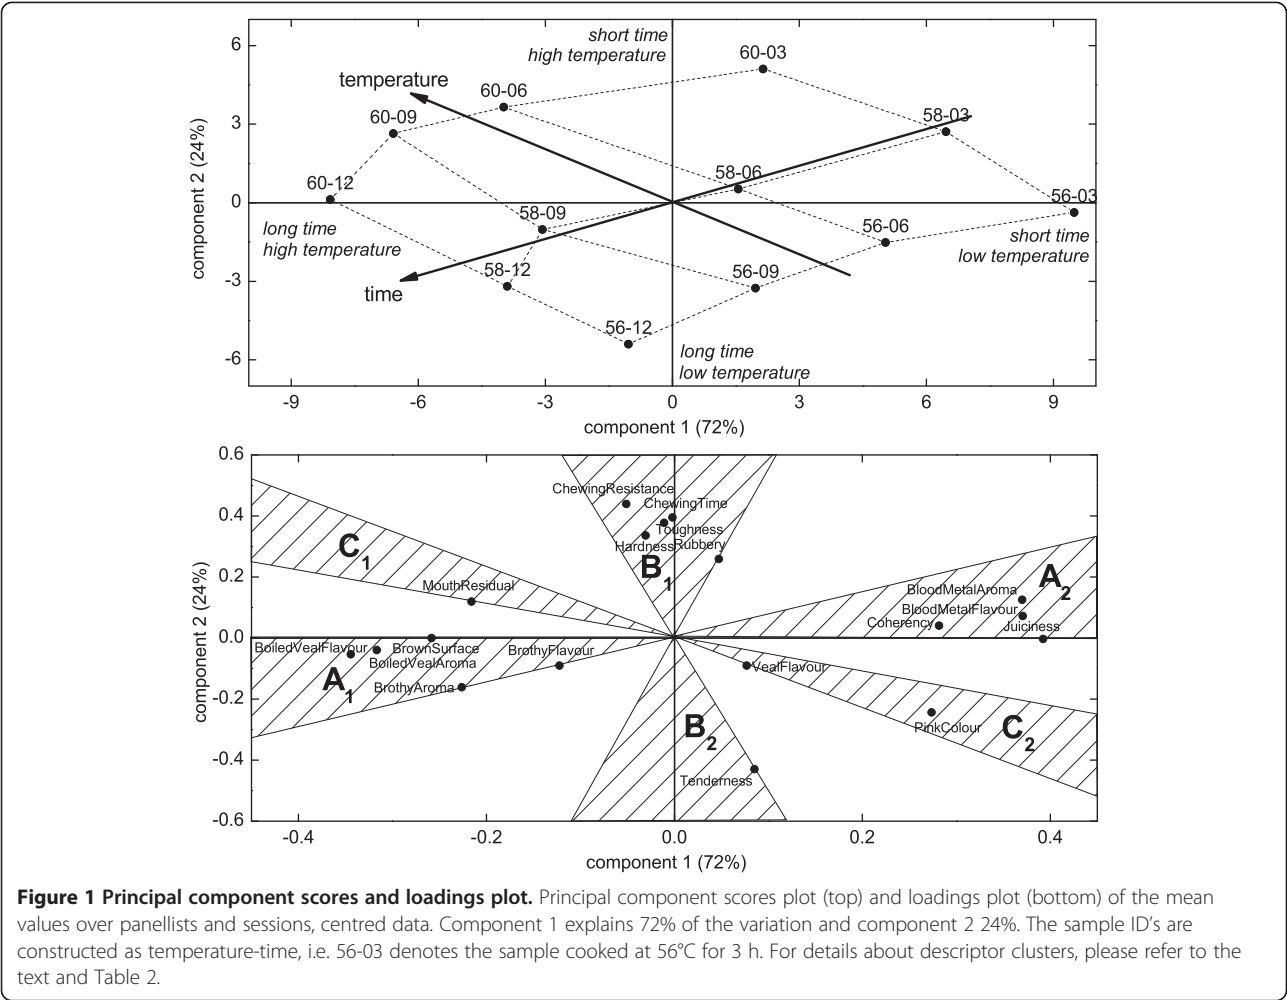 short time
high temperature
60-03
temperature
60-06
60-09
58-03
58-06
60-12
56-03
58-09
56-06
long time
high temperature
short time
low temperature
58-12
56-09
time
56-12
long time
low temperature
6
3
0
-3
-6
component 2 (24%)
-9
-6
-3
0
3
6
9
component 1 (72%)
0.6
0.4
0.2
0.0
-0.2
-0.4
-0.6
component 2 (24%)
ChewingResistance
ChewingTime
Toughness
Hardness
Rubbery
B1
C1
A2
MouthResidual
BloodMetalAroma
BloodMetalFlavour
Coherency
Juiciness
BoiledVealFlavour
BrownSurface
BrothyFlavour
BoiledVealAroma
VealFlavour
A1
BrothyAroma
B2
C2
PinkColour
Tenderness
-0.4
-0.2
0.0
0.2
0.4
component 1 (72%)
Figure 1 Principal component scores and loadings plot. Principal component scores plot (top) and loadings plot (bottom) of the mean
values over panellists and sessions, centred data. Component 1 explains 72% of the variation and component 2 24%. The sample ID's are
constructed as temperature-time, i.e. 56-03 denotes the sample cooked at 56°C for 3 h. For details about descriptor clusters, please refer to the
text and Table 2.